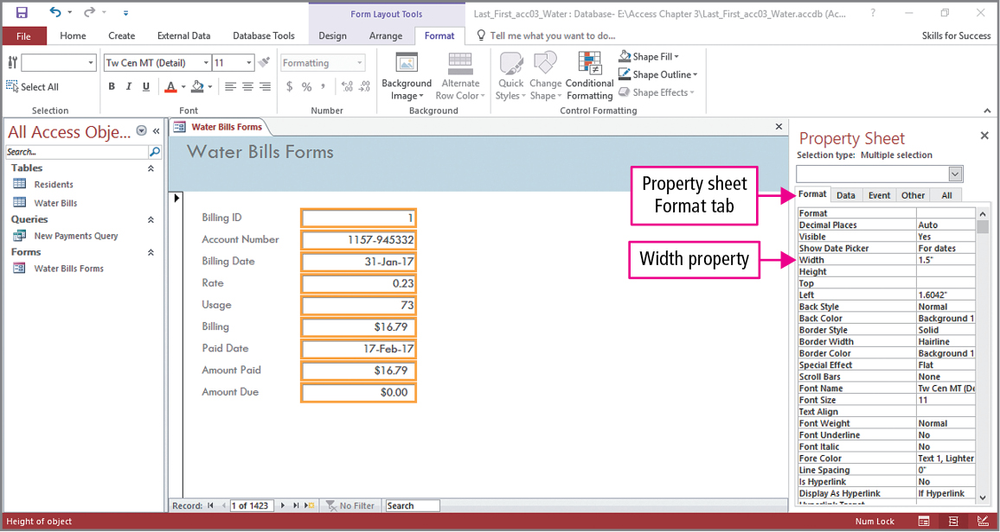 Form Layout Tools
Last_First_acc03_Water : Database- E:\Access Chapter 3\Last_First_acc03_Water.accdb (Ac...
?
File Home Create External Data Database Tools Design Arrange Format Tell me what you want to do... Skills for Success
Tw Cen MT (Detail) 11 Formatting
Select All
B I U A $ % ,
Selection Font Number
Background Image
Alternate Row Color
Background
Quick Styles
Change Shape
Conditional Formatting
Shape Fill
Shape Outline
Shape Effects
Control Formatting
All Access Obje...
Search...
Tables
Residents
Water Bills
Queries
New Payments Query
Forms
Water Bills Forms
Water Bills Forms
Water Bills Forms
Billing ID 1
Account Number 1157-945332
Billing Date 31-Jan-17
Rate 0.23
Usage 73
Billing $16.79
Paid Date 17-Feb-17
Amount Paid $16.79
Amount Due $0.00
Property sheet
Format tab
Width property
Property Sheet
Selection type: Multiple selection
Format Data Event Other All
Format
Decimal Places Auto
Visible Yes
Show Date Picker For dates
Width 1.5"
Height
Top
Left 1.6042"
Back Style Normal
Back Color Background 1
Border Style Solid
Border Width Hairline
Border Color Background 1
Special Effect Flat
Scroll Bars None
Font Name Tw Cen MT (De
Font Size 11
Text Align
Font Weight Normal
Font Underline No
Font Italic No
Fore Color Text 1, Lighter
Line Spacing 0"
Is Hyperlink No
Display As Hyperlink If Hyperlink
Record: 1 of 1423 No Filter Search
Height of object Num Lock